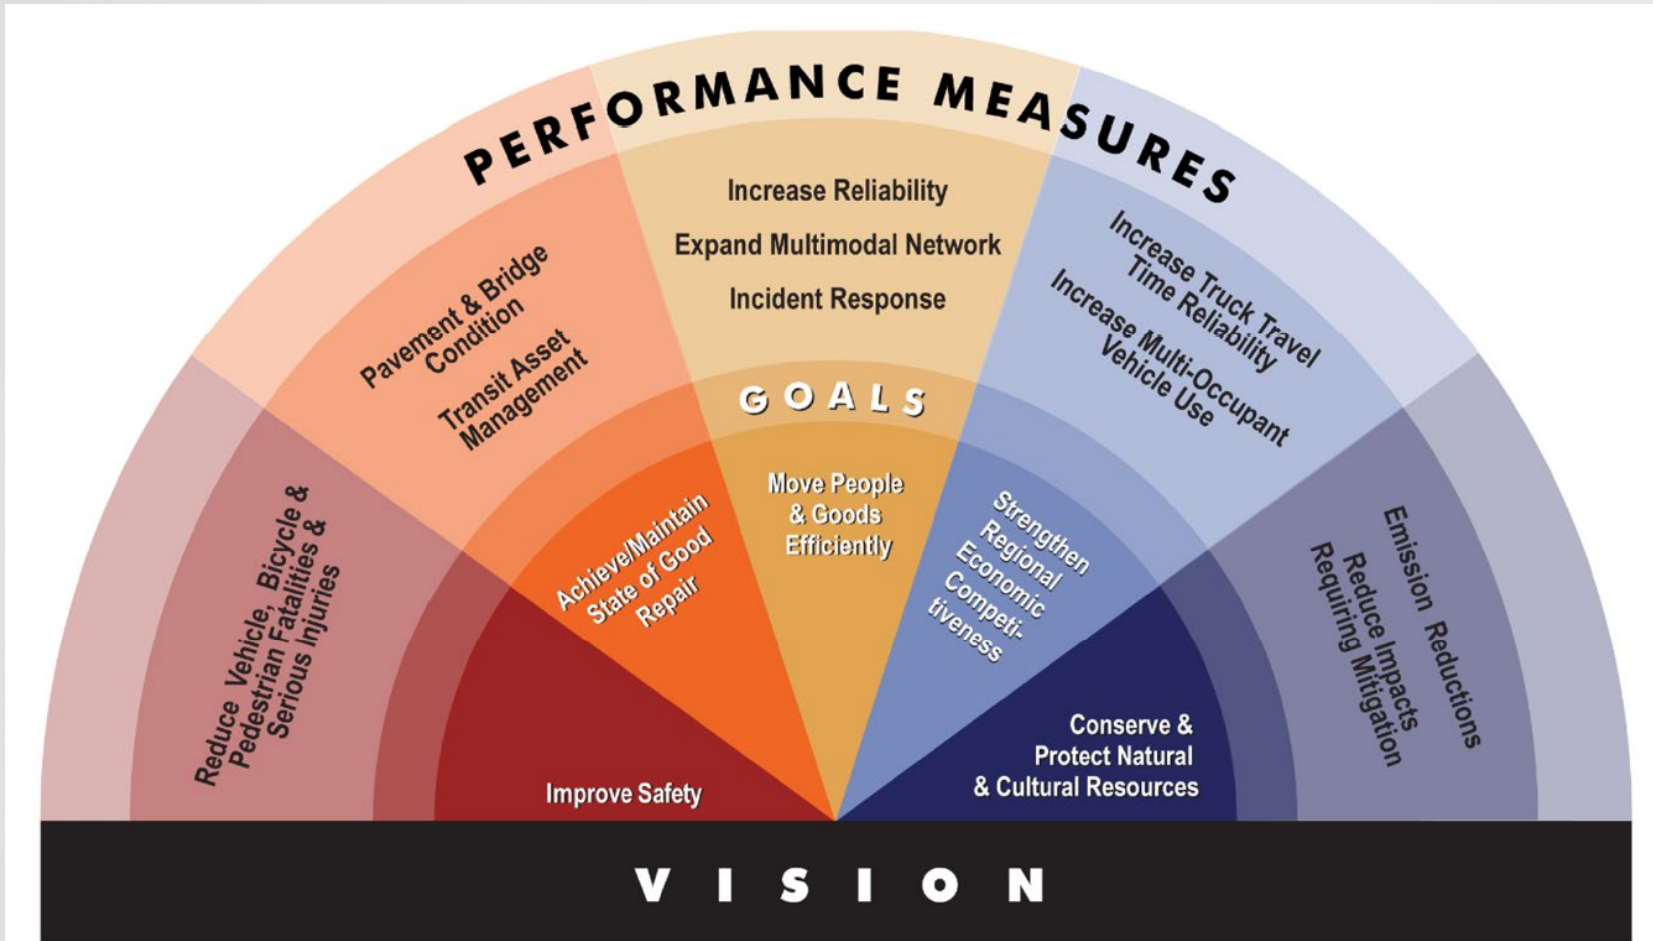 PERFORMANCE MEASURES
Reduce Vehicle, Bicycle &
Pedestrian Fatalities &
Serious Injuries
Pavement & Bridge
Condition
Transit Asset
Management
Increase Reliability
Expand Multimodal Network
Incident Response
Increase Truck Travel
Time Reliability
Increase Multi-Occupant
Vehicle Use
Emission Reductions
Reduce Impacts
Requiring Mitigation
GOALS
Improve Safety
Achieve/Maintain
State of Good
Repair
Move People
& Goods
Efficiently
Strengthen
Regional
Economic
Competi-
tiveness
Conserve &
Protect Natural
& Cultural Resources
VISION